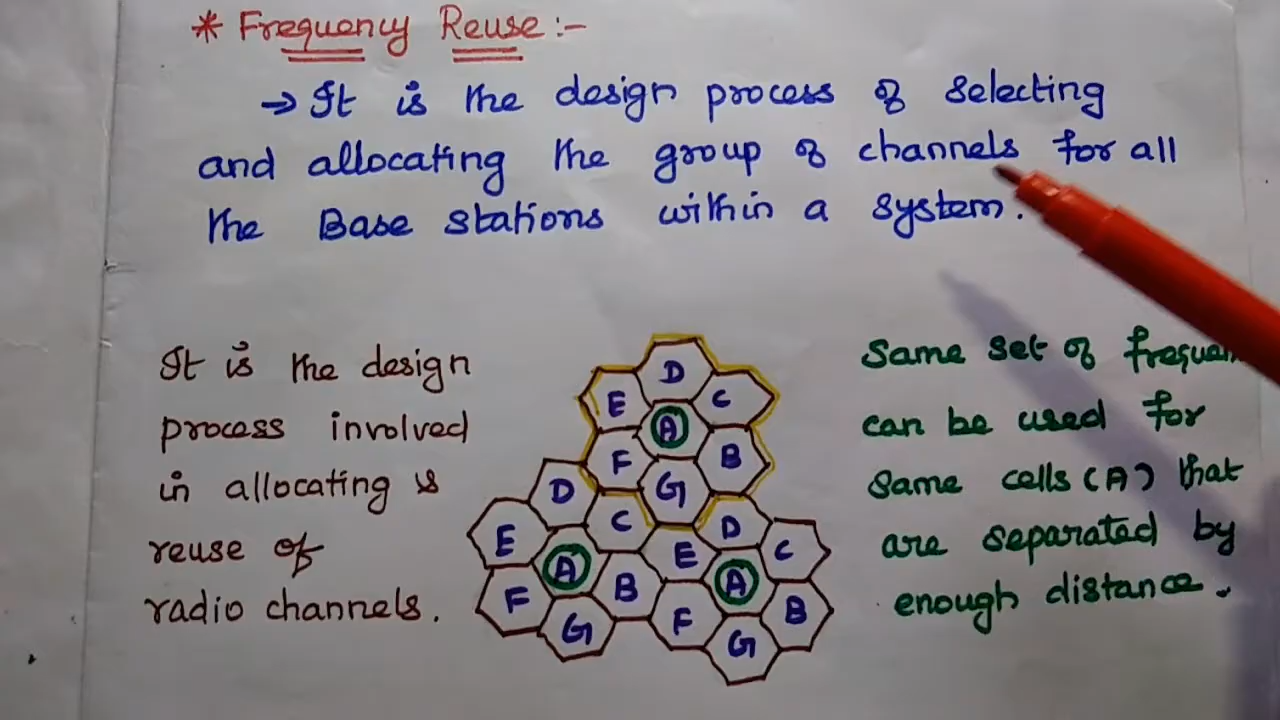 * Frequency Reuse :-
→ It is the design process of selecting
and allocating the group of channels for all
the Base stations within a system.
It is the design
process involved
in allocating is
reuse of
radio channels.
D
E
C
A
F
B
G
D
C
D
E
E
C
A
A
F
B
F
B
G
G
Same set of
can be used for
same cells (A) that
are separated by
enough distance.